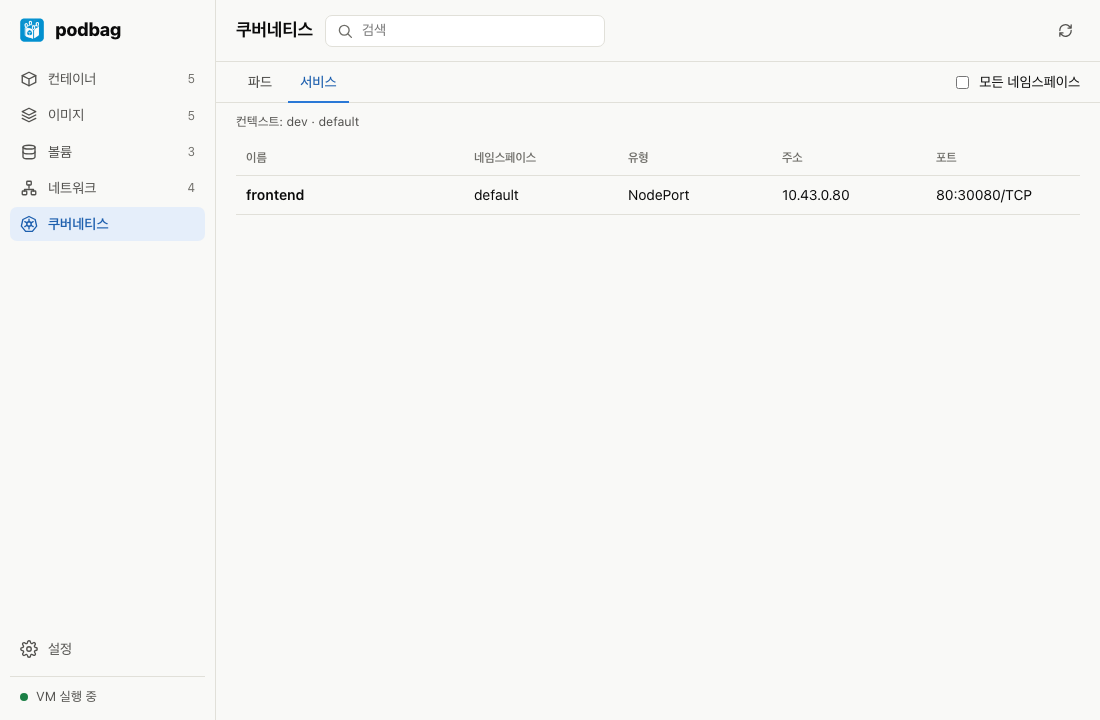 podbag
컨테이너 5
이미지 5
볼륨 3
네트워크 4
쿠버네티스
설정
VM 실행 중
쿠버네티스 검색
파드 서비스 모든 네임스페이스
컨텍스트: dev · default
이름 네임스페이스 유형 주소 포트
frontend default NodePort 10.43.0.80 80:30080/TCP